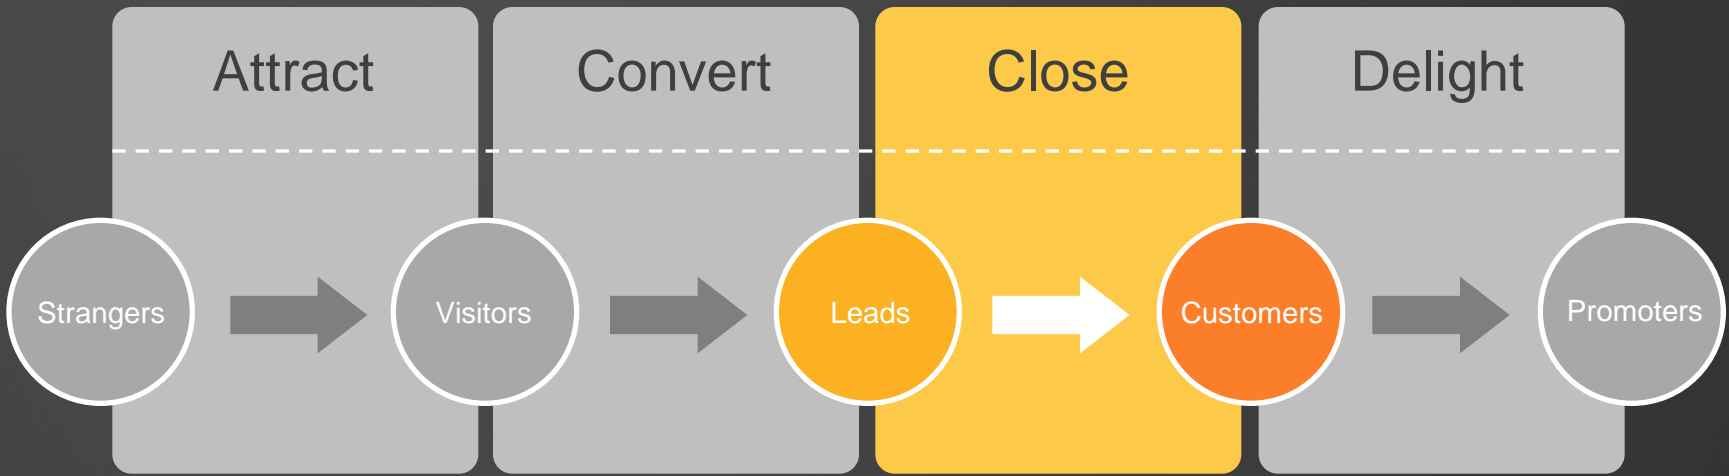 Attract
Convert
Close
Delight
Strangers
Visitors
Leads
Customers
Promoters